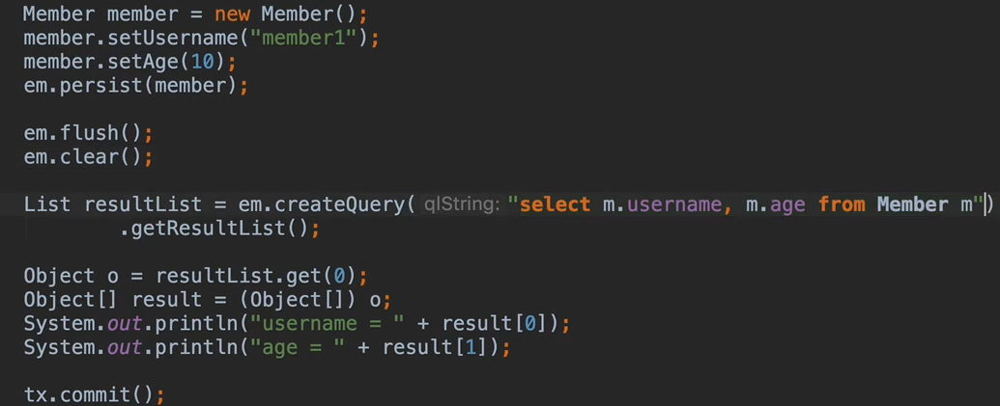 Member member = new Member();
member.setUsername("member1");
member.setAge(10);
em.persist(member);
em.flush();
em.clear();
List resultList = em.createQuery( qlString: "select m.username, m.age from Member m")
.getResultList();
Object o = resultList.get(0);
Object[] result = (Object[]) o;
System.out.println("username = " + result[0]);
System.out.println("age = " + result[1]);
tx.commit();